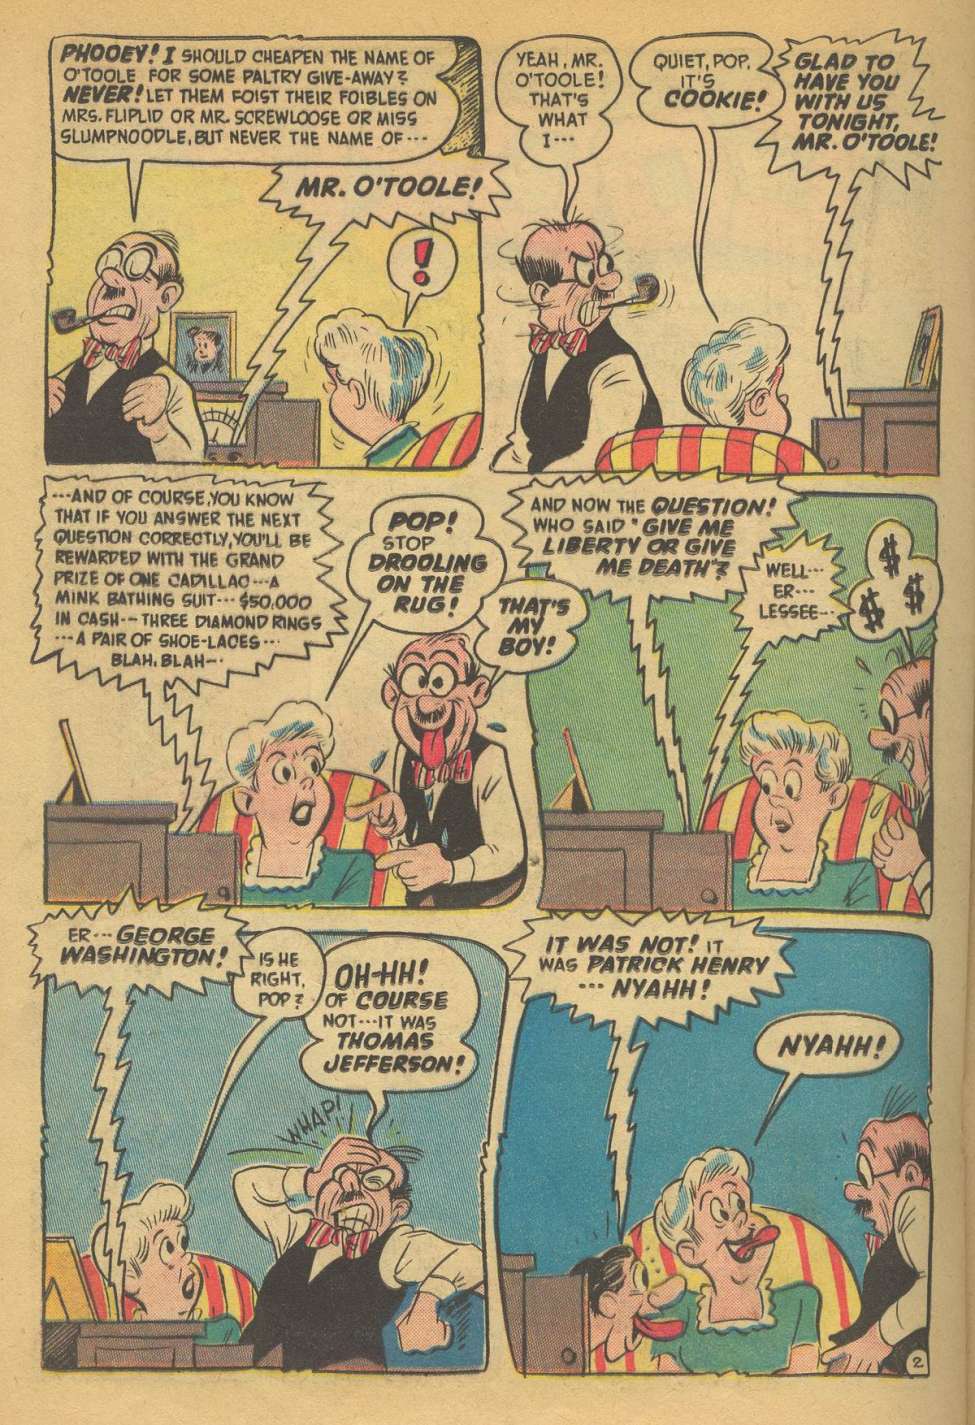 PHOOEY! I SHOULD CHEAPEN THE NAME OF
O'TOOLE FOR SOME PALTRY GIVE-AWAY?
NEVER! LET THEM FOIST THEIR FOIBLES ON
MRS. FLIPLID OR MR. SCREWLOOSE OR MISS
SLUMPNOODLE, BUT NEVER THE NAME OF---
MR. O'TOOLE!
!
YEAH, MR.
O'TOOLE!
THAT'S
WHAT
I---
QUIET, POP,
IT'S
COOKIE!
GLAD TO
HAVE YOU
WITH US
TONIGHT,
MR. O'TOOLE!
---AND OF COURSE, YOU KNOW
THAT IF YOU ANSWER THE NEXT
QUESTION CORRECTLY, YOU'LL BE
REWARDED WITH THE GRAND
PRIZE OF ONE CADILLAC---A
MINK BATHING SUIT---$50,000
IN CASH---THREE DIAMOND RINGS
---A PAIR OF SHOE-LACES---
BLAH, BLAH--
POP!
STOP
DROOLING
ON THE
RUG!
THAT'S
MY
BOY!
AND NOW THE QUESTION!
WHO SAID "GIVE ME
LIBERTY OR GIVE
ME DEATH"?
WELL---
ER---
LESSEE--
$
$
$
ER--- GEORGE
WASHINGTON!
IS HE
RIGHT,
POP?
OH-HH!
OF COURSE
NOT---IT WAS
THOMAS
JEFFERSON!
WHAP!
IT WAS NOT! IT
WAS PATRICK HENRY
--- NYAHH!
NYAHH!
2